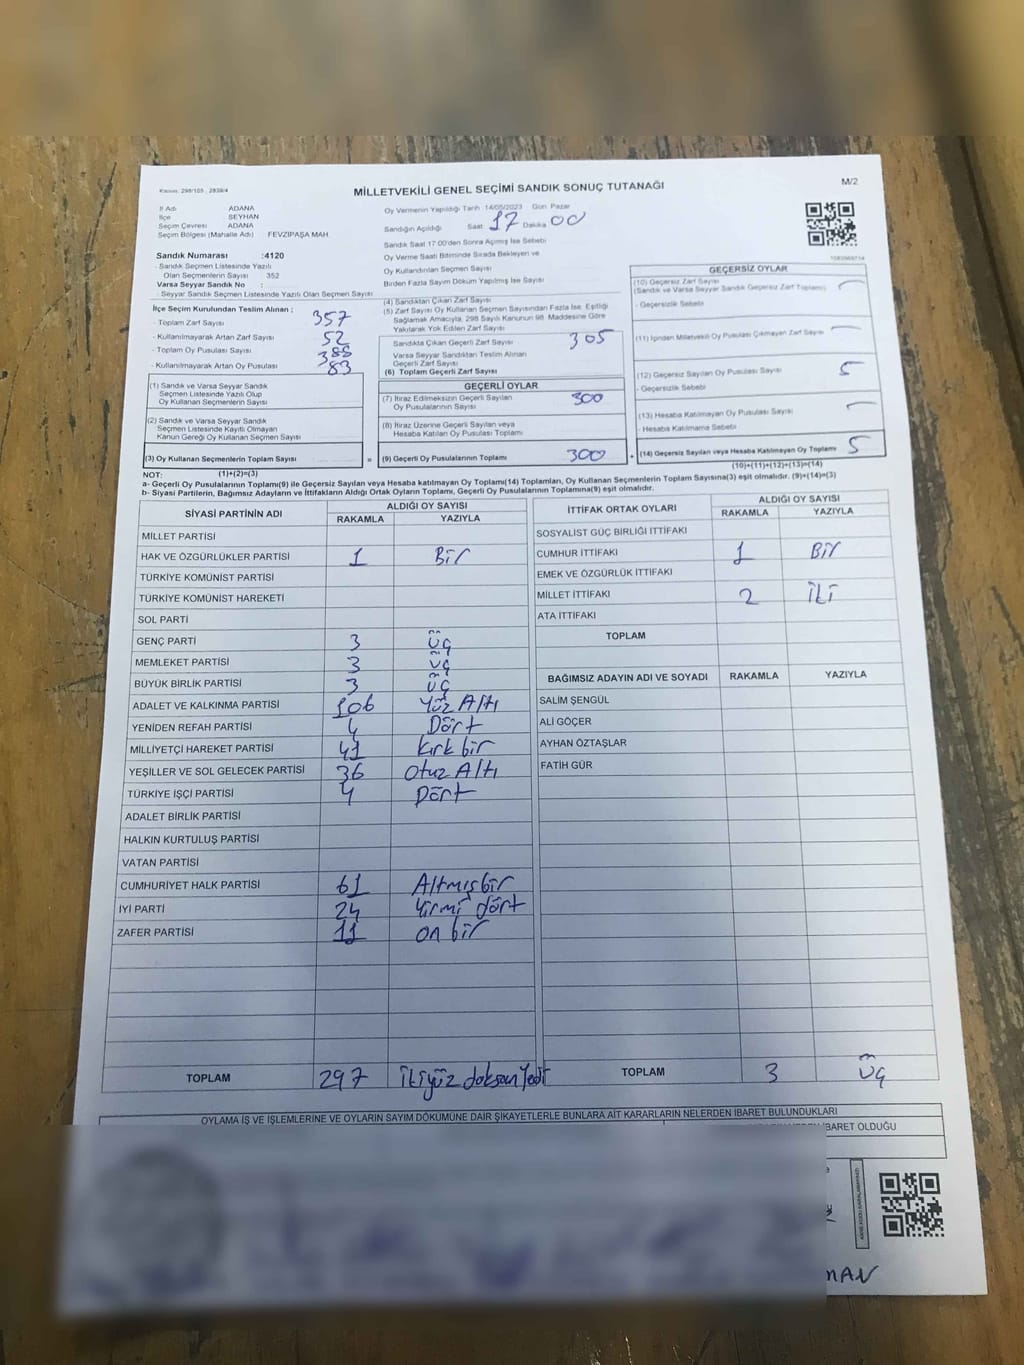 Kanun: 298/105 , 2839/4
MİLLETVEKİLİ GENEL SEÇİMİ SANDIK SONUÇ TUTANAĞI
M/2
İl Adı ADANA
İlçe SEYHAN
Seçim Çevresi ADANA
Seçim Bölgesi (Mahalle Adı) FEVZİPAŞA MAH.
Sandık Numarası :4120
- Sandık Seçmen Listesinde Yazılı
Olan Seçmenlerin Sayısı 352
Varsa Seyyar Sandık No :
- Seyyar Sandık Seçmen Listesinde Yazılı Olan Seçmen Sayısı
Oy Vermenin Yapıldığı Tarih :14/05/2023 Gün: Pazar
Sandığın Açıldığı Saat 17 Dakika 00
Sandık Saat 17:00'den Sonra Açılmış İse Sebebi
Oy Verme Saati Bitiminde Sırada Bekleyen ve
Oy Kullandırılan Seçmen Sayısı
Birden Fazla Sayım Döküm Yapılmış İse Sayısı
İlçe Seçim Kurulundan Teslim Alınan :
- Toplam Zarf Sayısı 357
- Kullanılmayarak Artan Zarf Sayısı 52
- Toplam Oy Pusulası Sayısı 388
- Kullanılmayarak Artan Oy Pusulası 83
(4) Sandıktan Çıkan Zarf Sayısı
(5) Zarf Sayısı Oy Kullanan Seçmen Sayısından Fazla İse, Eşitliği
Sağlamak Amacıyla, 298 Sayılı Kanunun 98. Maddesine Göre
Yakılarak Yok Edilen Zarf Sayısı
Sandıkta Çıkan Geçerli Zarf Sayısı 305
Varsa Seyyar Sandıktan Teslim Alınan
Geçerli Zarf Sayısı
(6) Toplam Geçerli Zarf Sayısı
GEÇERSİZ OYLAR
(10) Geçersiz Zarf Sayısı
(Sandık ve Varsa Seyyar Sandık Geçersiz Zarf Toplamı)
- Geçersizlik Sebebi
(11) İçinden Milletvekili Oy Pusulası Çıkmayan Zarf Sayısı
(12) Geçersiz Sayılan Oy Pusulası Sayısı 5
- Geçersizlik Sebebi
(13) Hesaba Katılmayan Oy Pusulası Sayısı
- Hesaba Katılmama Sebebi
(14) Geçersiz Sayılan veya Hesaba Katılmayan Oy Toplamı 5
(10)+(11)+(12)+(13)=(14)
(1) Sandık ve Varsa Seyyar Sandık
Seçmen Listesinde Yazılı Olup
Oy Kullanan Seçmenlerin Sayısı
(2) Sandık ve Varsa Seyyar Sandık
Seçmen Listesinde Kayıtlı Olmayan
Kanun Gereği Oy Kullanan Seçmen Sayısı
(3) Oy Kullanan Seçmenlerin Toplam Sayısı =
(1)+(2)=(3)
GEÇERLİ OYLAR
(7) İtiraz Edilmeksizin Geçerli Sayılan
Oy Pusulalarının Sayısı 300
(8) İtiraz Üzerine Geçerli Sayılan veya
Hesaba Katılan Oy Pusulası Toplamı
(9) Geçerli Oy Pusulalarının Toplamı 300 +
NOT:
a- Geçerli Oy Pusulalarının Toplamı(9) ile Geçersiz Sayılan veya Hesaba katılmayan Oy Toplamı(14) Toplamları, Oy Kullanan Seçmenlerin Toplam Sayısına(3) eşit olmalıdır. (9)+(14)=(3)
b- Siyasi Partilerin, Bağımsız Adayların ve İttifakların Aldığı Ortak Oyların Toplamı, Geçerli Oy Pusulalarının Toplamına(9) eşit olmalıdır.
SİYASİ PARTİNİN ADI ALDIĞI OY SAYISI
RAKAMLA YAZIYLA
MİLLET PARTİSİ
HAK VE ÖZGÜRLÜKLER PARTİSİ 1 Bir
TÜRKİYE KOMÜNİST PARTİSİ
TÜRKİYE KOMÜNİST HAREKETİ
SOL PARTİ
GENÇ PARTİ 3 Üç
MEMLEKET PARTİSİ 3 Üç
BÜYÜK BİRLİK PARTİSİ 3 Üç
ADALET VE KALKINMA PARTİSİ 106 Yüz Altı
YENİDEN REFAH PARTİSİ 4 Dört
MİLLİYETÇİ HAREKET PARTİSİ 41 Kırk bir
YEŞİLLER VE SOL GELECEK PARTİSİ 36 Otuz Altı
TÜRKİYE İŞÇİ PARTİSİ 4 Dört
ADALET BİRLİK PARTİSİ
HALKIN KURTULUŞ PARTİSİ
VATAN PARTİSİ
CUMHURİYET HALK PARTİSİ 61 Altmış bir
İYİ PARTİ 24 Yirmi dört
ZAFER PARTİSİ 11 on bir
TOPLAM 297 İkiyüz doksan Yedi
İTTİFAK ORTAK OYLARI ALDIĞI OY SAYISI
RAKAMLA YAZIYLA
SOSYALİST GÜÇ BİRLİĞİ İTTİFAKI
CUMHUR İTTİFAKI 1 Bir
EMEK VE ÖZGÜRLÜK İTTİFAKI
MİLLET İTTİFAKI 2 İki
ATA İTTİFAKI
TOPLAM
BAĞIMSIZ ADAYIN ADI VE SOYADI RAKAMLA YAZIYLA
SALİM ŞENGÜL
ALİ GÖÇER
AYHAN ÖZTAŞLAR
FATİH GÜR
TOPLAM 3 Üç
OYLAMA İŞ VE İŞLEMLERİNE VE OYLARIN SAYIM DÖKÜMÜNE DAİR ŞİKAYETLERLE BUNLARA AİT KARARLARIN NELERDEN İBARET BULUNDUKLARI
İBARET OLDUĞU
MAN